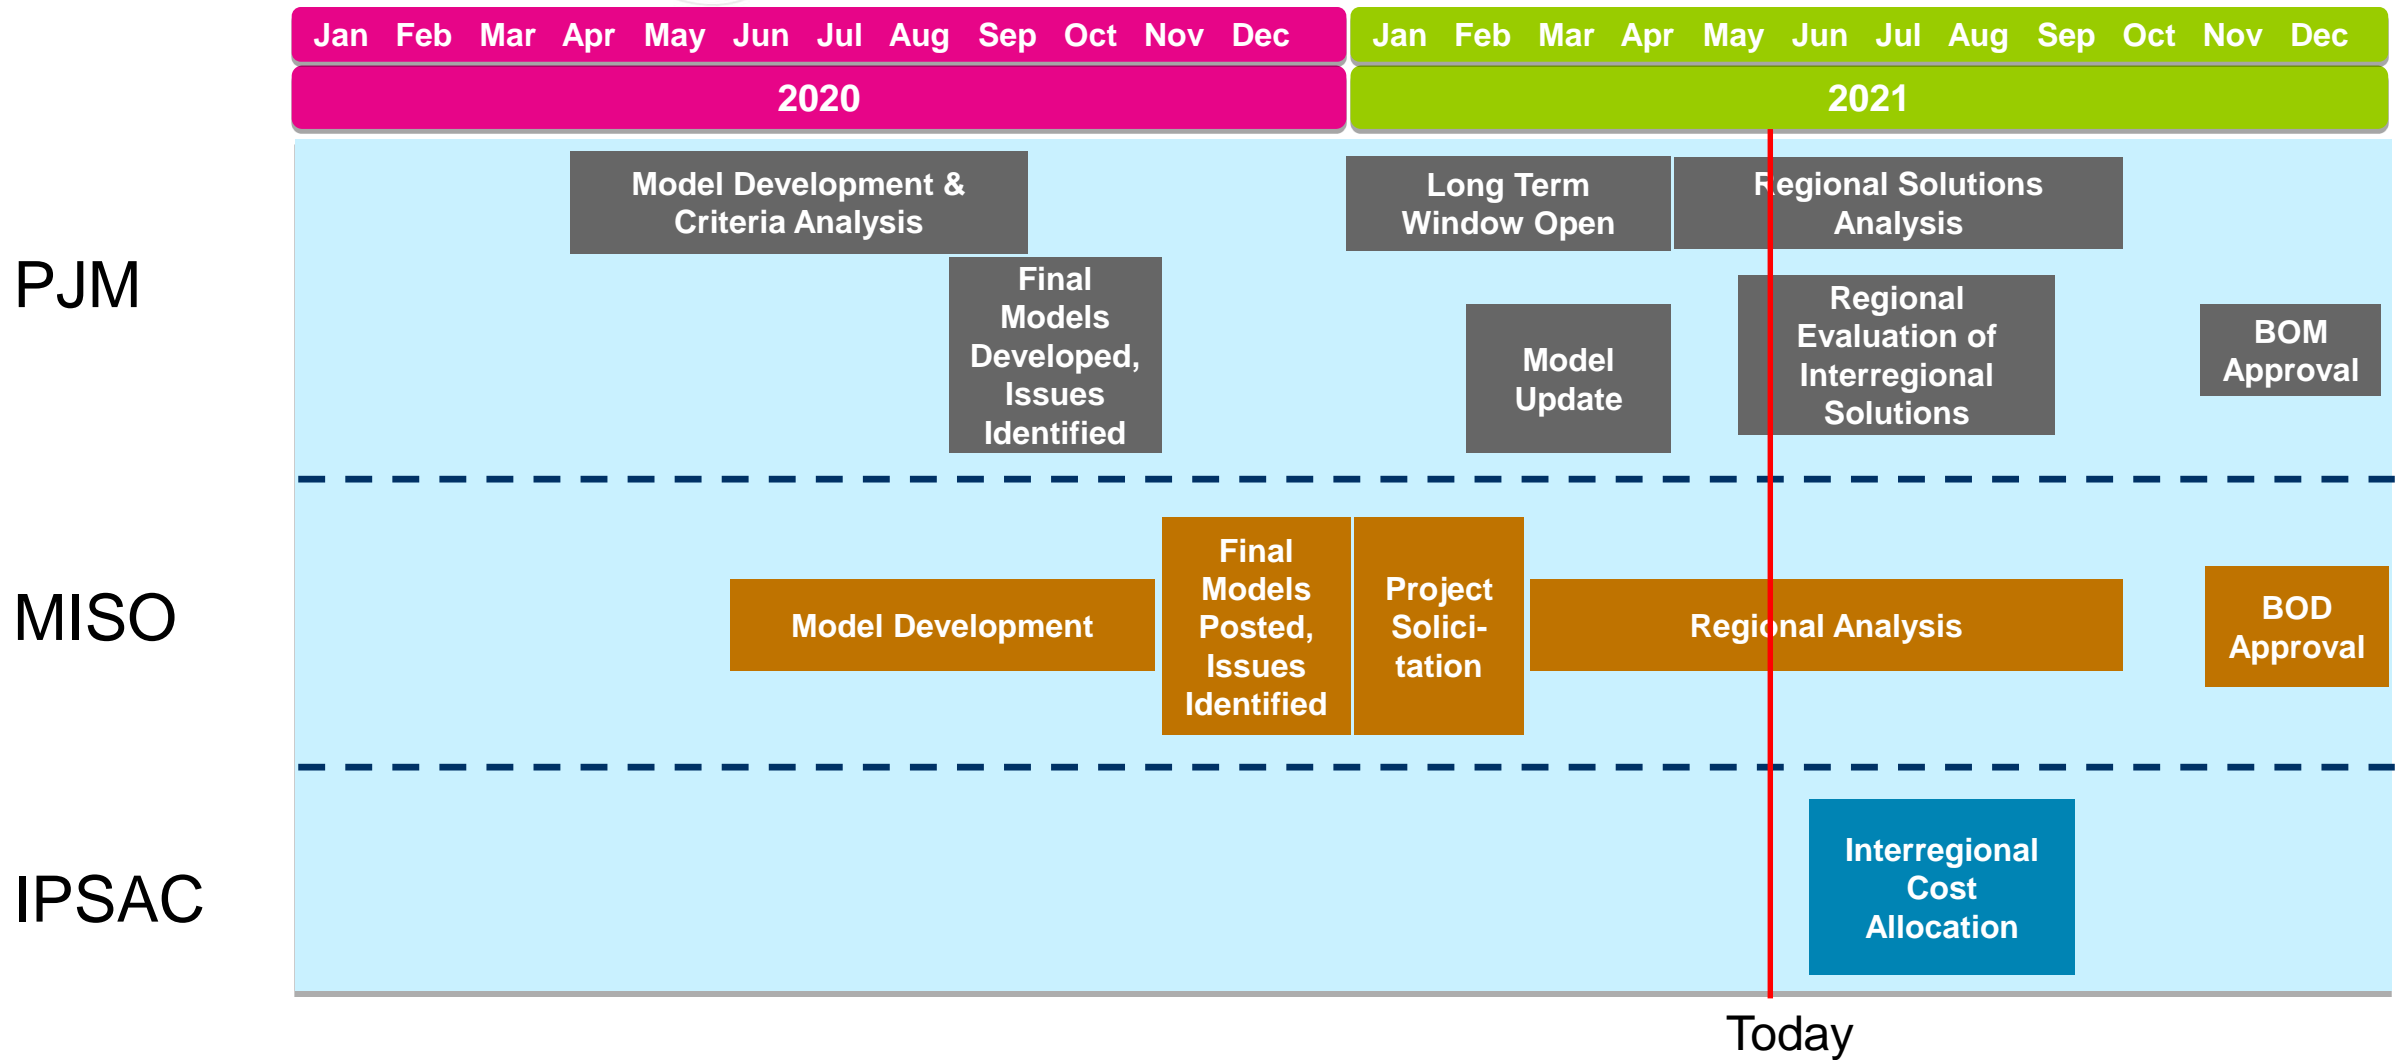 Jan Feb Mar Apr May Jun Jul Aug Sep Oct Nov Dec
Jan Feb Mar Apr May Jun Jul Aug Sep Oct Nov Dec
2020
2021
PJM
Model Development &
Criteria Analysis
Final
Models
Developed,
Issues
Identified
Long Term
Window Open
Model
Update
Regional Solutions
Analysis
Regional
Evaluation of
Interregional
Solutions
BOM
Approval
MISO
Model Development
Final
Models
Posted,
Issues
Identified
Project
Solici-
tation
Regional Analysis
BOD
Approval
IPSAC
Interregional
Cost
Allocation
Today